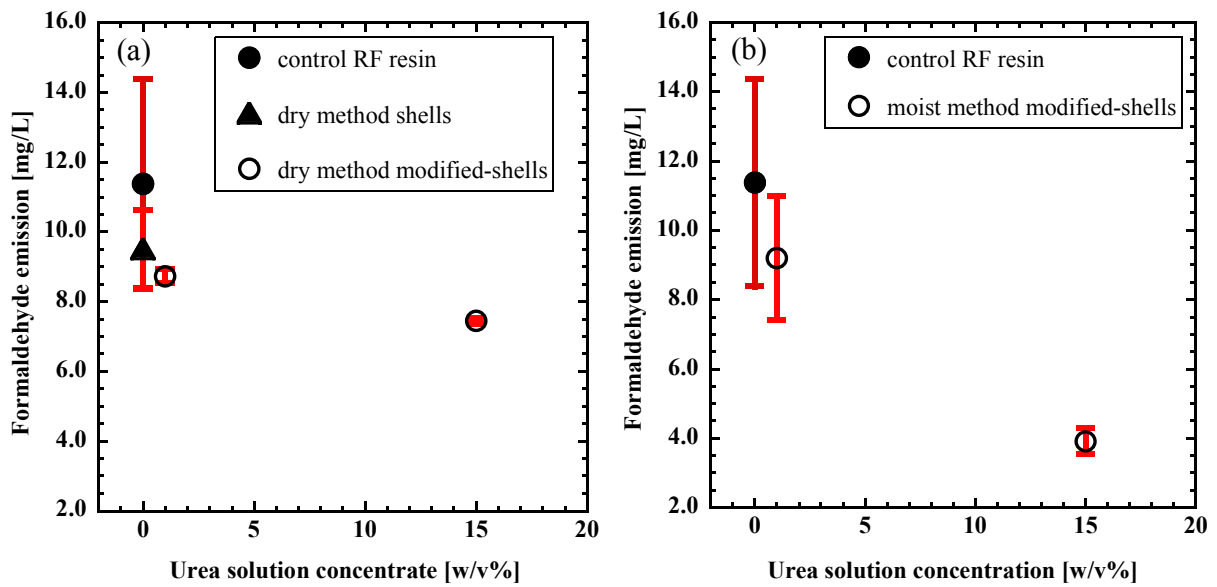 (a)
control RF resin
dry method shells
dry method modified-shells
16.0
14.0
12.0
10.0
8.0
6.0
4.0
2.0
Formaldehyde emission [mg/L]
0 5 10 15 20
Urea solution concentrate [w/v%]
(b)
control RF resin
moist method modified-shells
16.0
14.0
12.0
10.0
8.0
6.0
4.0
2.0
Formaldehyde emission [mg/L]
0 5 10 15 20
Urea solution concentration [w/v%]